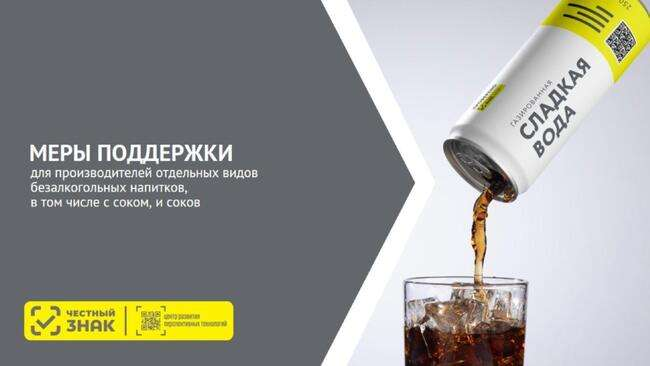 МЕРЫ ПОДДЕРЖКИ
для производителей отдельных видов
безалкогольных напитков,
в том числе с соком, и соков
ЧЕСТНЫЙ
ЗНАК
центр развития
перспективных технологий
ГАЗИРОВАННАЯ
СЛАДКАЯ
ВОДА